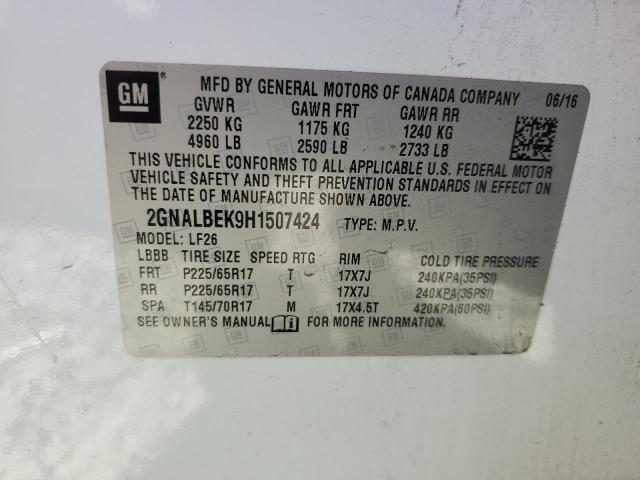 GM ® MFD BY GENERAL MOTORS OF CANADA COMPANY 06/16
GVWR GAWR FRT GAWR RR
2250 KG 1175 KG 1240 KG
4960 LB 2590 LB 2733 LB
THIS VEHICLE CONFORMS TO ALL APPLICABLE U.S. FEDERAL MOTOR
VEHICLE SAFETY AND THEFT PREVENTION STANDARDS IN EFFECT ON
THE DATE OF MANUFACTURE SHOWN ABOVE.
2GNALBEK9H1507424 TYPE: M.P.V.
MODEL: LF26
LBBB TIRE SIZE SPEED RTG RIM COLD TIRE PRESSURE
FRT P225/65R17 T 17X7J 240KPA(35PSI)
RR P225/65R17 T 17X7J 240KPA(35PSI)
SPA T145/70R17 M 17X4.5T 420KPA(60PSI)
SEE OWNER'S MANUAL FOR MORE INFORMATION.